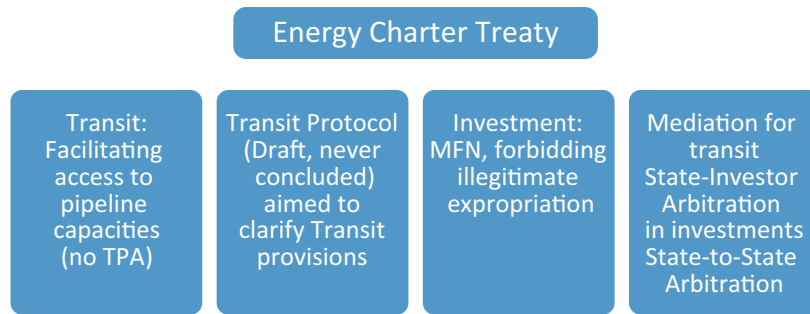 Energy Charter Treaty
Transit:
Facilitating
access to
pipeline
capacities
(no TPA)
Transit Protocol
(Draft, never
concluded)
aimed to
clarify Transit
provisions
Investment:
MFN, forbidding
illegitimate
expropriation
Mediation for
transit
State-Investor
Arbitration
in investments
State-to-State
Arbitration